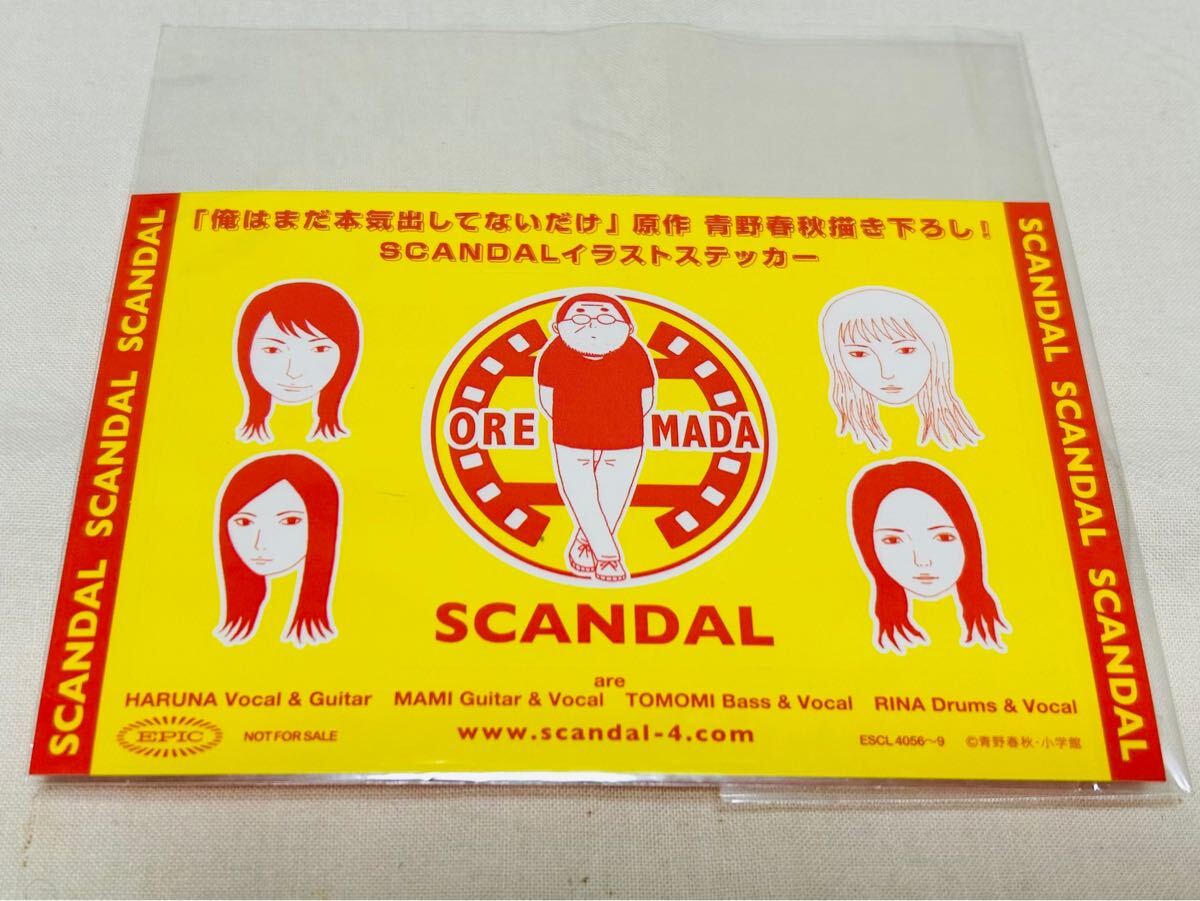 「俺はまだ本気出してないだけ」原作 青野春秋描き下ろし!
SCANDALイラストステッカー
SCANDAL SCANDAL SCANDAL
ORE MADA
SCANDAL
are
HARUNA Vocal & Guitar MAMI Guitar & Vocal TOMOMI Bass & Vocal RINA Drums & Vocal
EPIC NOT FOR SALE www.scandal-4.com ESCL 4056〜9 ©青野春秋・小学館
SCANDAL SCANDAL SCANDAL